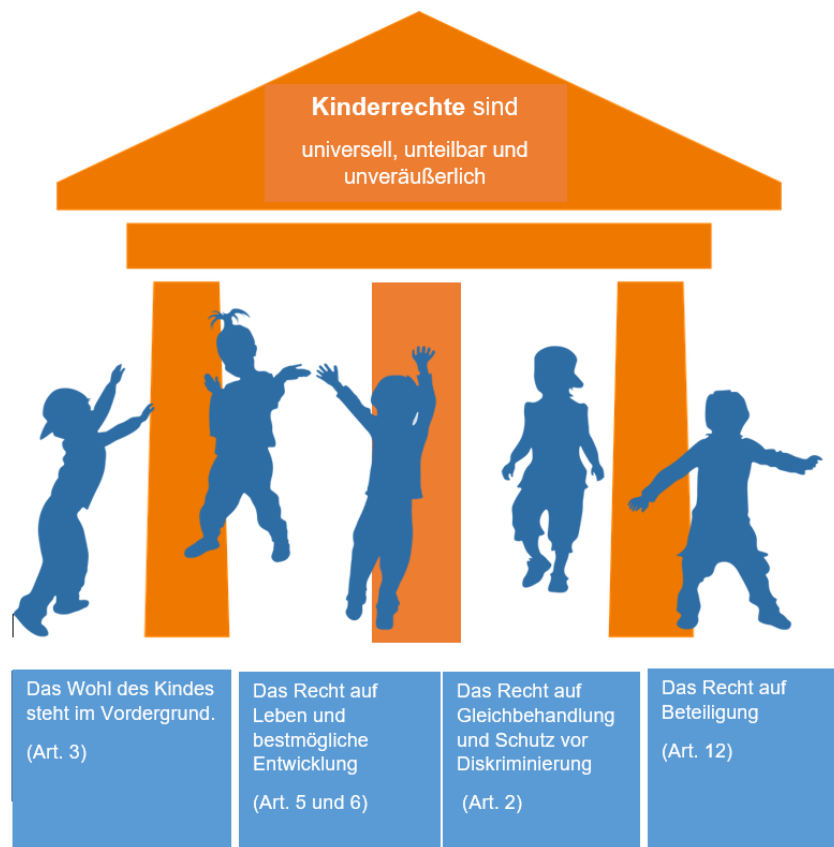 Kinderrechte sind
universell, unteilbar und
unveräußerlich
Das Wohl des Kindes
steht im Vordergrund.
(Art. 3)
Das Recht auf
Leben und
bestmögliche
Entwicklung
(Art. 5 und 6)
Das Recht auf
Gleichbehandlung
und Schutz vor
Diskriminierung
(Art. 2)
Das Recht auf
Beteiligung
(Art. 12)